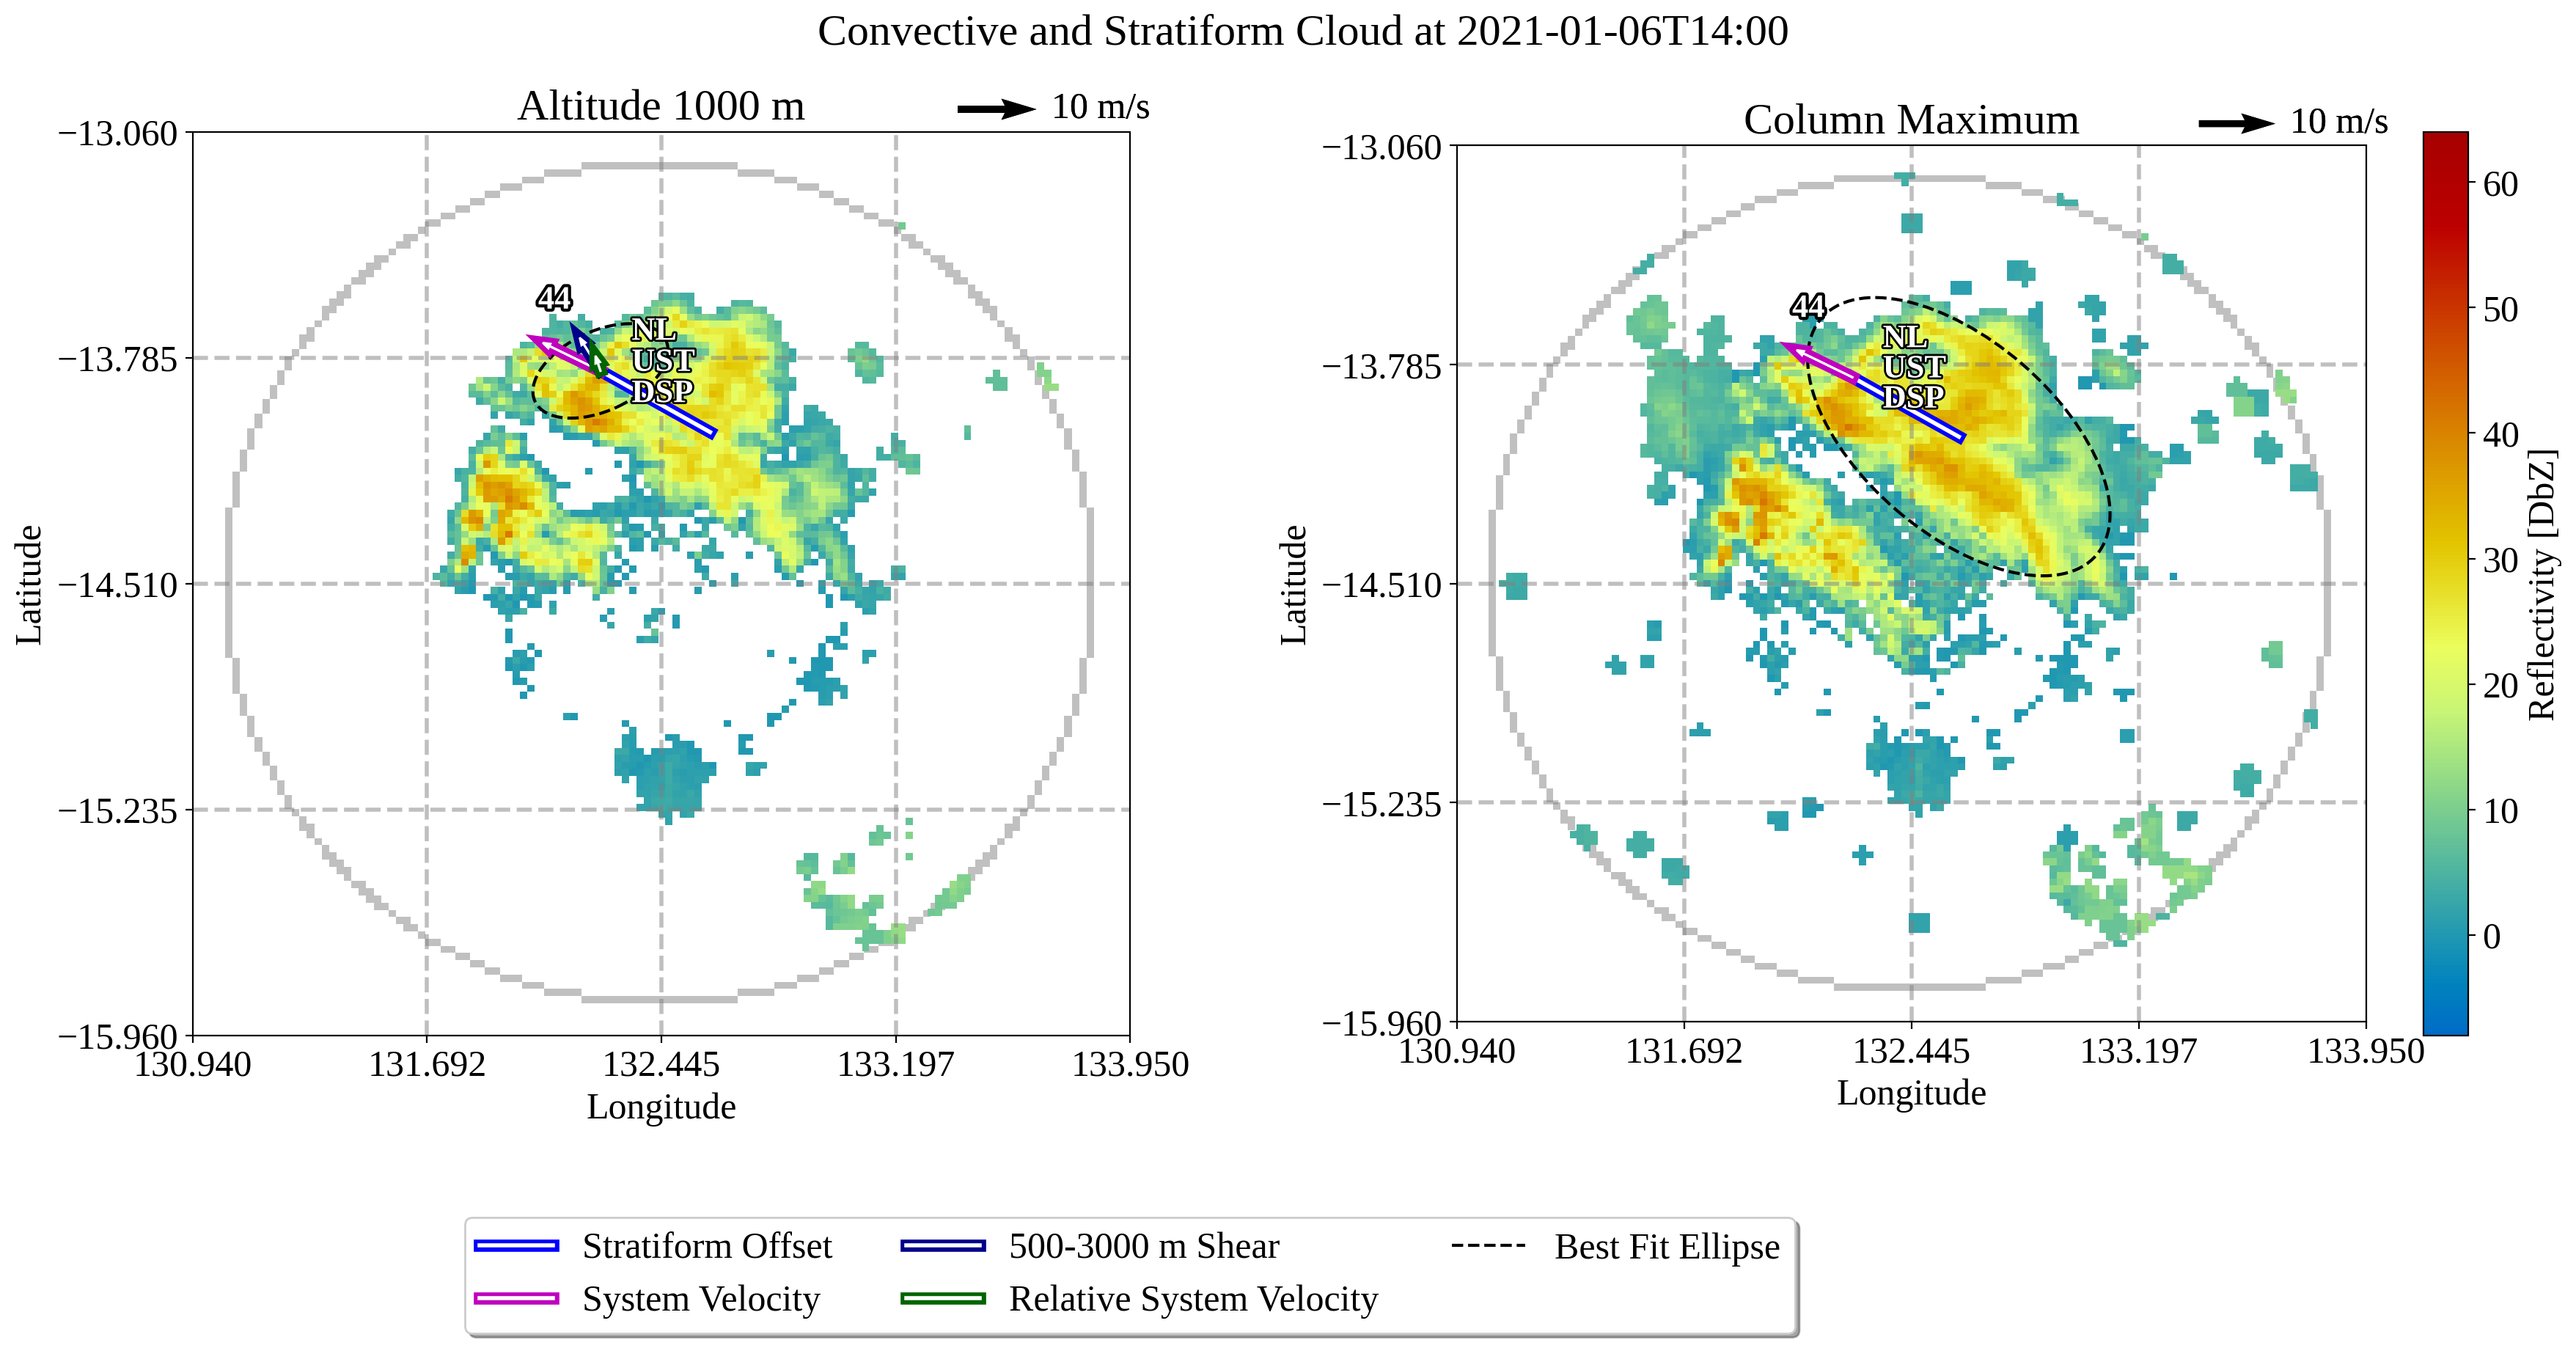 Convective and Stratiform Cloud at 2021-01-06T14:00
Altitude 1000 m
10 m/s
−13.060
−13.785
−14.510
−15.235
−15.960
Latitude
130.940
131.692
132.445
133.197
133.950
Longitude
44
NL
UST
DSP
Column Maximum
10 m/s
−13.060
−13.785
−14.510
−15.235
−15.960
Latitude
130.940
131.692
132.445
133.197
133.950
Longitude
44
NL
UST
DSP
60
50
40
30
20
10
0
Reflectivity [DbZ]
Stratiform Offset
System Velocity
500-3000 m Shear
Relative System Velocity
Best Fit Ellipse